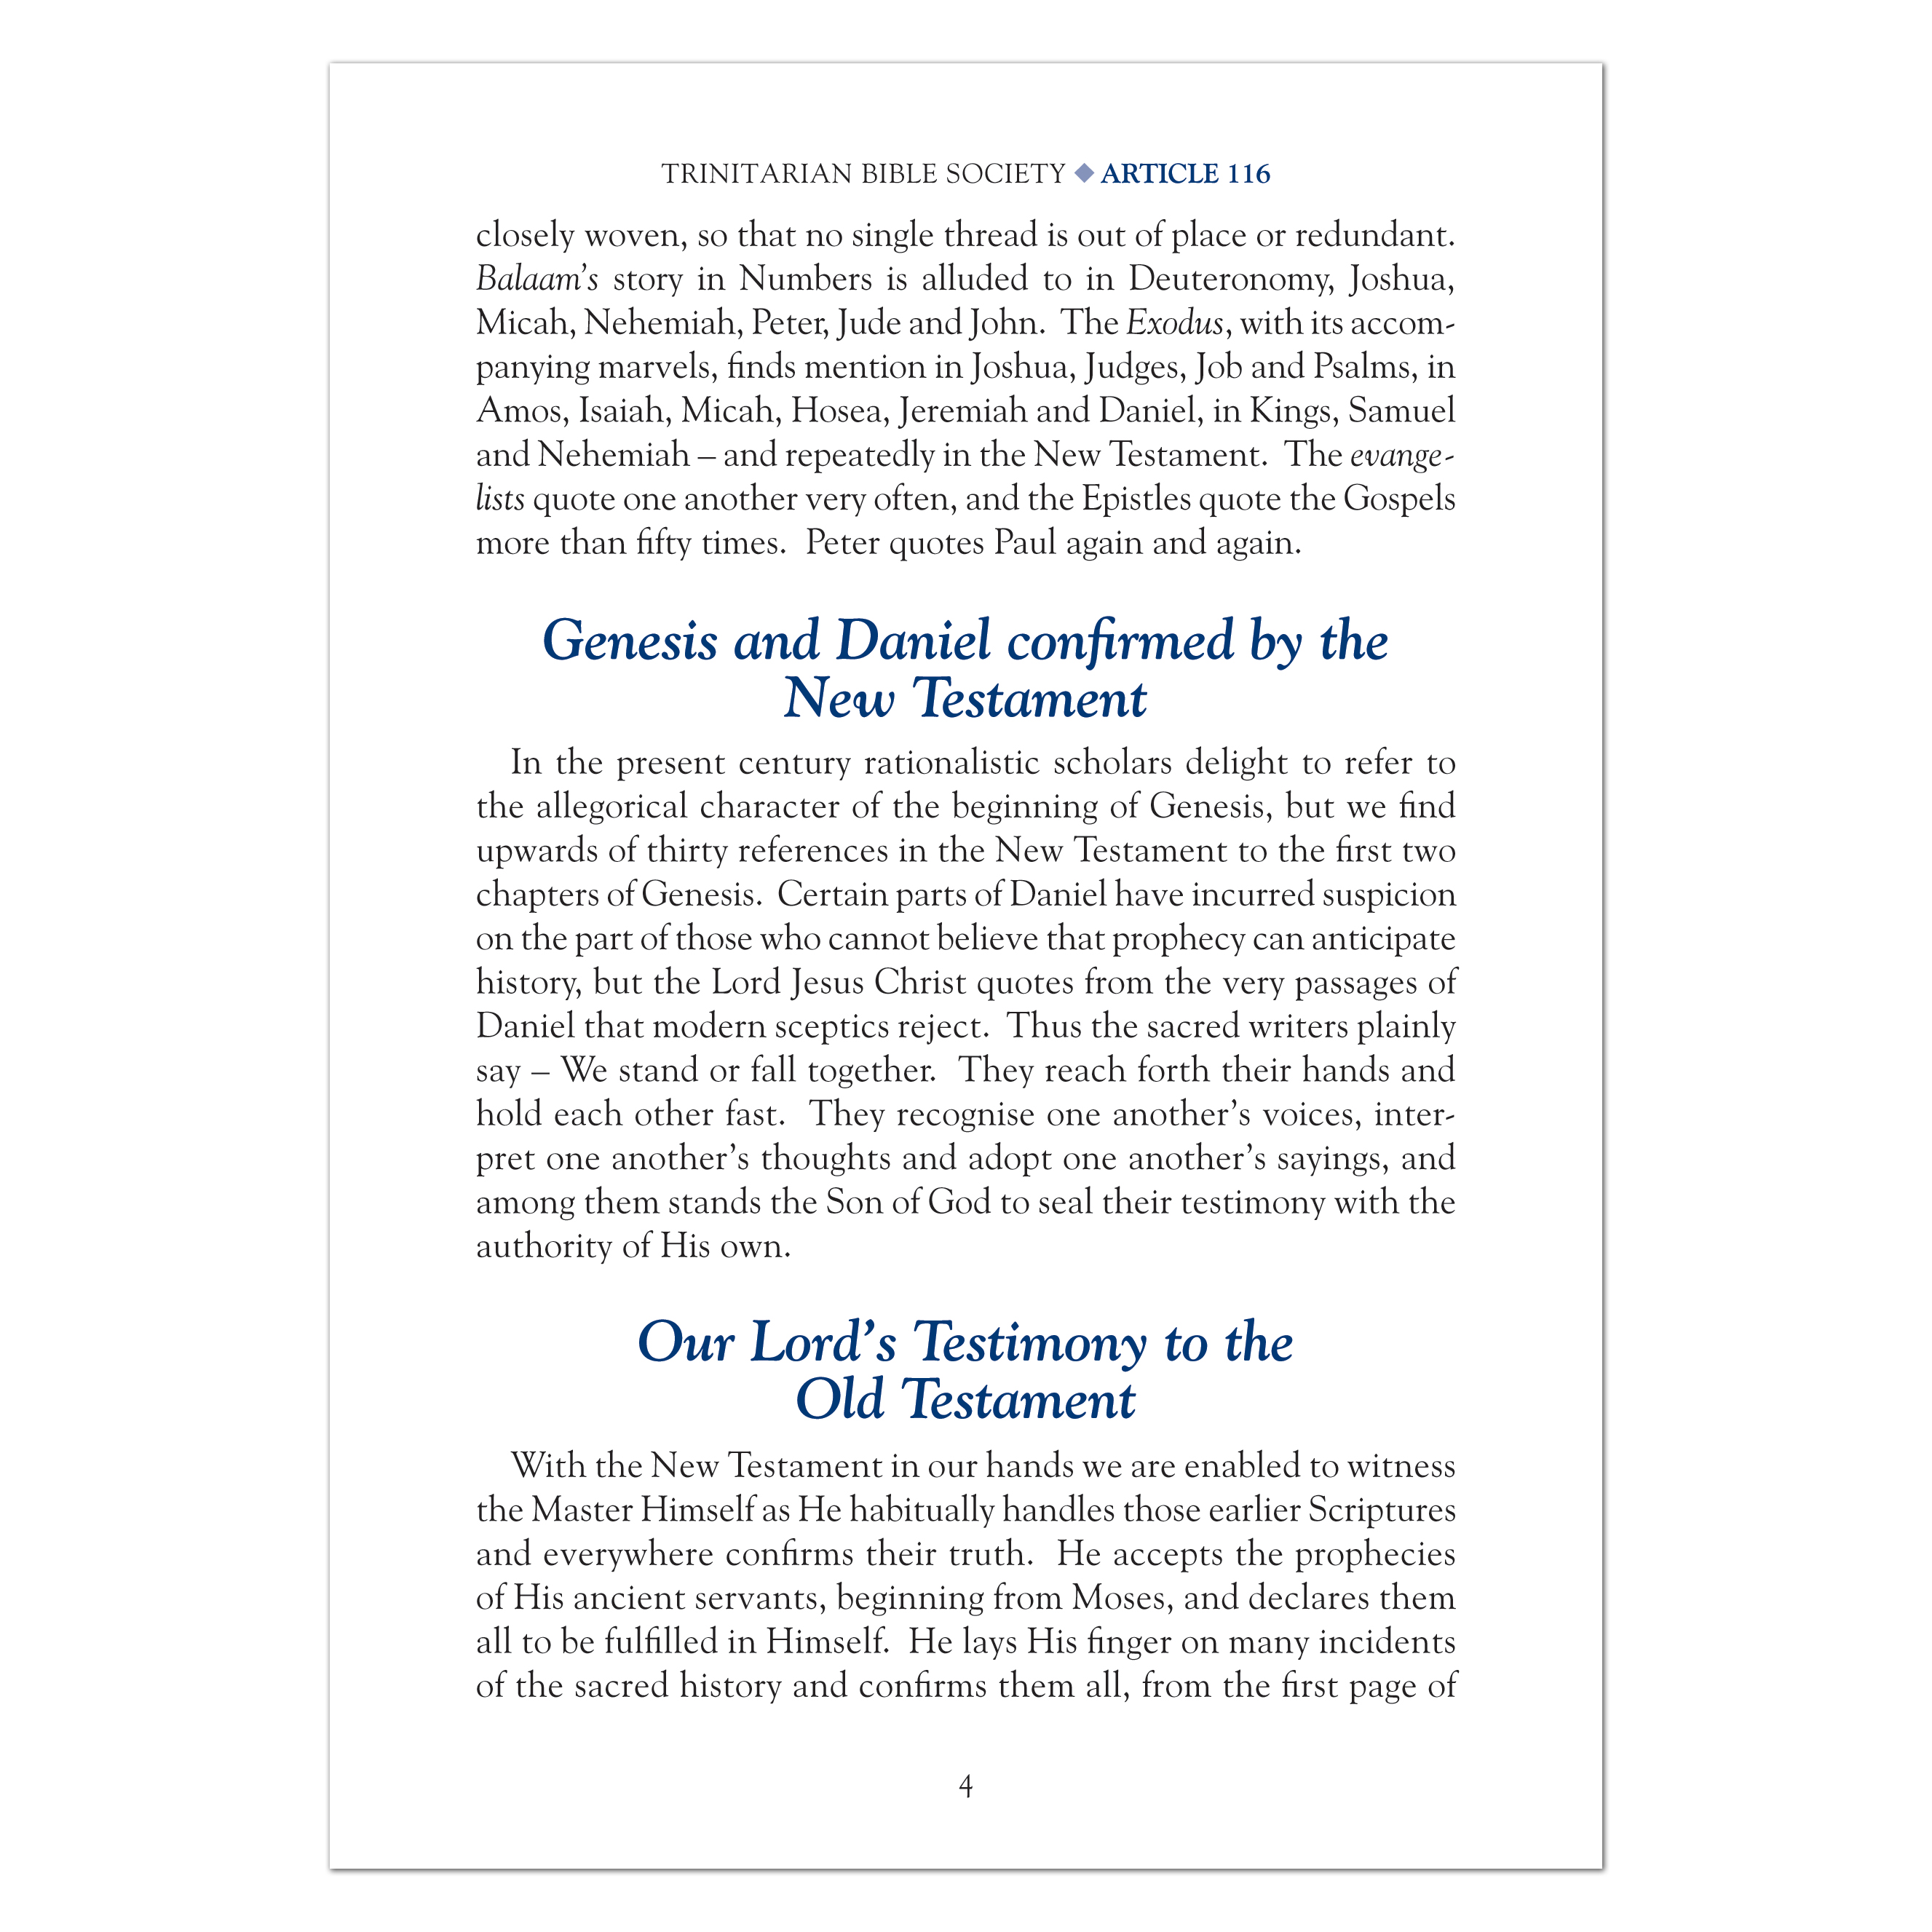 TRINITARIAN BIBLE SOCIETY ◆ ARTICLE 116
closely woven, so that no single thread is out of place or redundant.
Balaam’s story in Numbers is alluded to in Deuteronomy, Joshua,
Micah, Nehemiah, Peter, Jude and John. The Exodus, with its accom-
panying marvels, finds mention in Joshua, Judges, Job and Psalms, in
Amos, Isaiah, Micah, Hosea, Jeremiah and Daniel, in Kings, Samuel
and Nehemiah – and repeatedly in the New Testament. The evange-
lists quote one another very often, and the Epistles quote the Gospels
more than fifty times. Peter quotes Paul again and again.
Genesis and Daniel confirmed by the
New Testament
In the present century rationalistic scholars delight to refer to
the allegorical character of the beginning of Genesis, but we find
upwards of thirty references in the New Testament to the first two
chapters of Genesis. Certain parts of Daniel have incurred suspicion
on the part of those who cannot believe that prophecy can anticipate
history, but the Lord Jesus Christ quotes from the very passages of
Daniel that modern sceptics reject. Thus the sacred writers plainly
say – We stand or fall together. They reach forth their hands and
hold each other fast. They recognise one another’s voices, inter-
pret one another’s thoughts and adopt one another’s sayings, and
among them stands the Son of God to seal their testimony with the
authority of His own.
Our Lord’s Testimony to the
Old Testament
With the New Testament in our hands we are enabled to witness
the Master Himself as He habitually handles those earlier Scriptures
and everywhere confirms their truth. He accepts the prophecies
of His ancient servants, beginning from Moses, and declares them
all to be fulfilled in Himself. He lays His finger on many incidents
of the sacred history and confirms them all, from the first page of
4